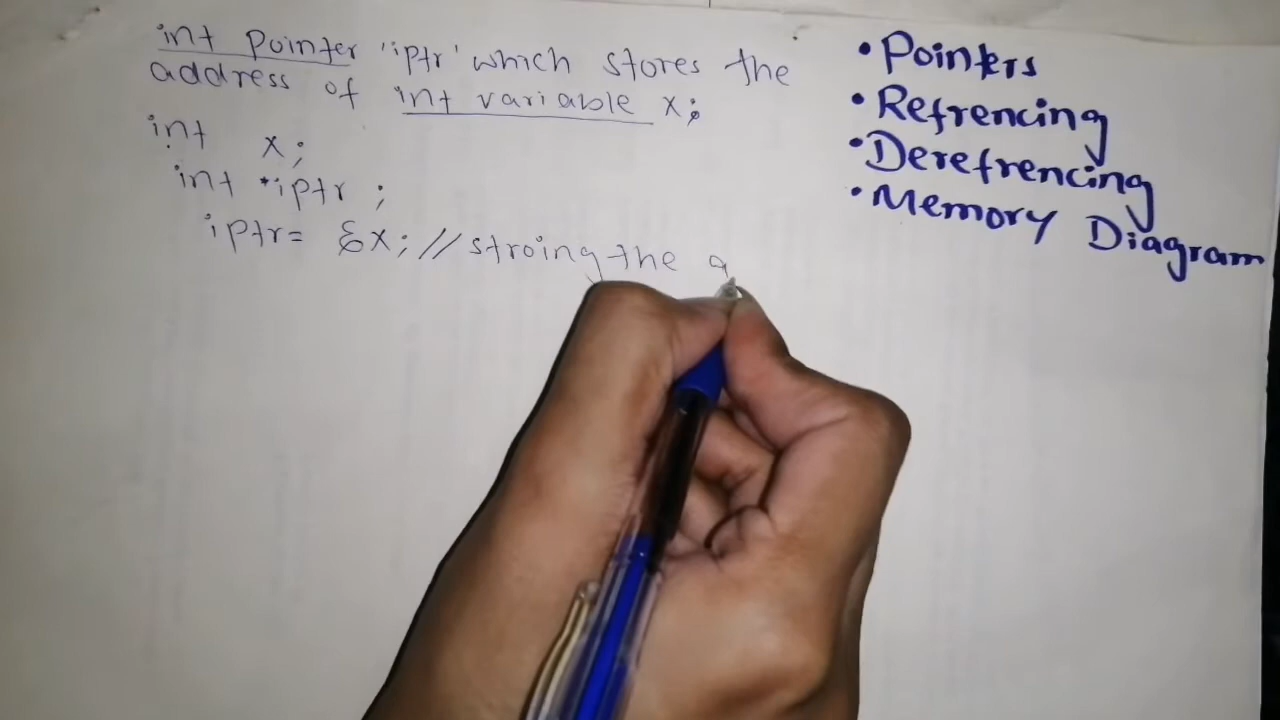 int pointer 'iptr' which stores the
address of int variable x;
int x;
int *iptr ;
iptr= &x; // stroing the a
• Pointers
• Refrencing
• Derefrencing
• Memory Diagram